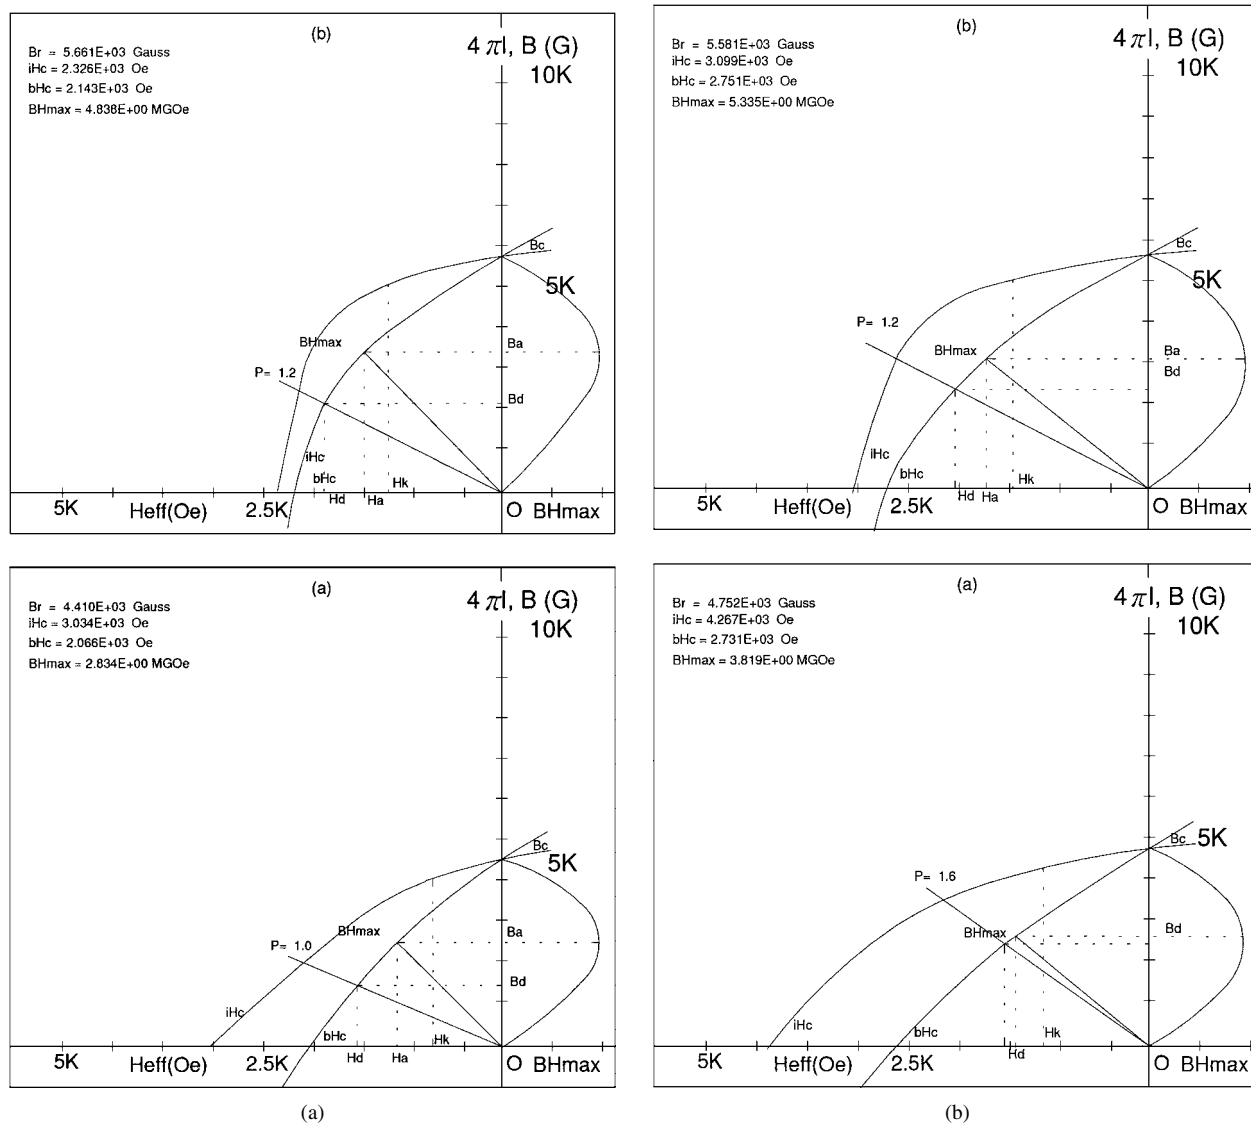 (b)
4 πI, B (G)
10K
Br = 5.661E+03 Gauss
iHc = 2.326E+03 Oe
bHc = 2.143E+03 Oe
BHmax = 4.838E+00 MGOe
Bc
5K
BHmax
Ba
P= 1.2
Bd
iHc
bHc
Hd
Ha
Hk
5K
Heff(Oe)
2.5K
O BHmax
(b)
4 πI, B (G)
10K
Br = 5.581E+03 Gauss
iHc = 3.099E+03 Oe
bHc = 2.751E+03 Oe
BHmax = 5.335E+00 MGOe
Bc
5K
P= 1.2
BHmax
Ba
Bd
iHc
bHc
Hd
Ha
Hk
5K
Heff(Oe)
2.5K
O BHmax
(a)
4 πI, B (G)
10K
Br = 4.410E+03 Gauss
iHc = 3.034E+03 Oe
bHc = 2.066E+03 Oe
BHmax = 2.834E+00 MGOe
Bc
5K
BHmax
Ba
P= 1.0
Bd
iHc
bHc
Hd
Ha
Hk
5K
Heff(Oe)
2.5K
O BHmax
(a)
4 πI, B (G)
10K
Br = 4.752E+03 Gauss
iHc = 4.267E+03 Oe
bHc = 2.731E+03 Oe
BHmax = 3.819E+00 MGOe
Bc
5K
P= 1.6
BHmax
Bd
iHc
bHc
Hd
Hk
5K
Heff(Oe)
2.5K
O BHmax
(a)
(b)